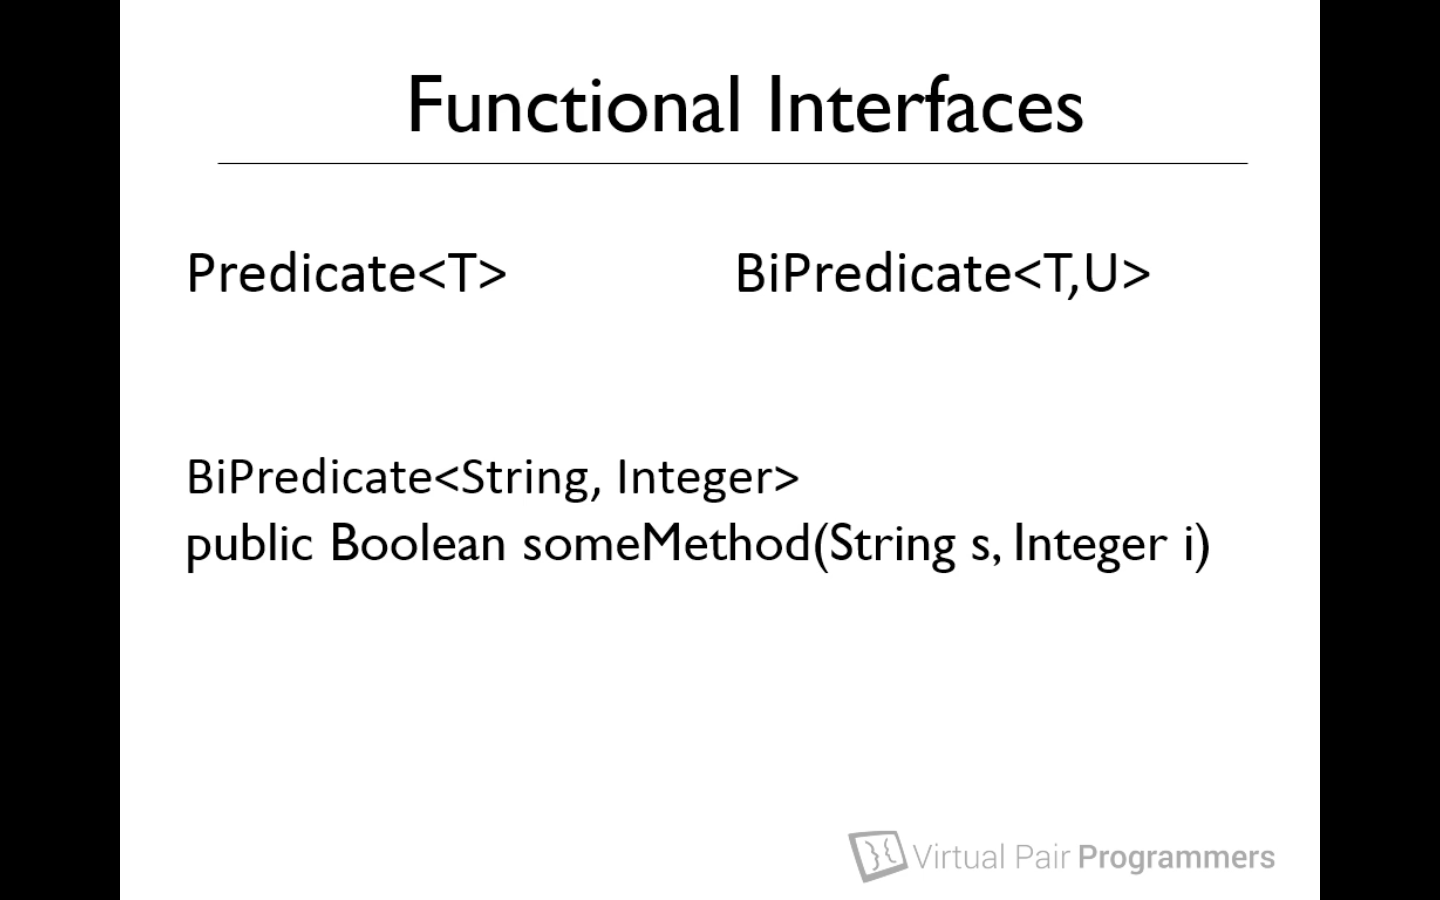 Functional Interfaces
Predicate<T> BiPredicate<T,U>
BiPredicate<String, Integer>
public Boolean someMethod(String s, Integer i)
Virtual Pair Programmers